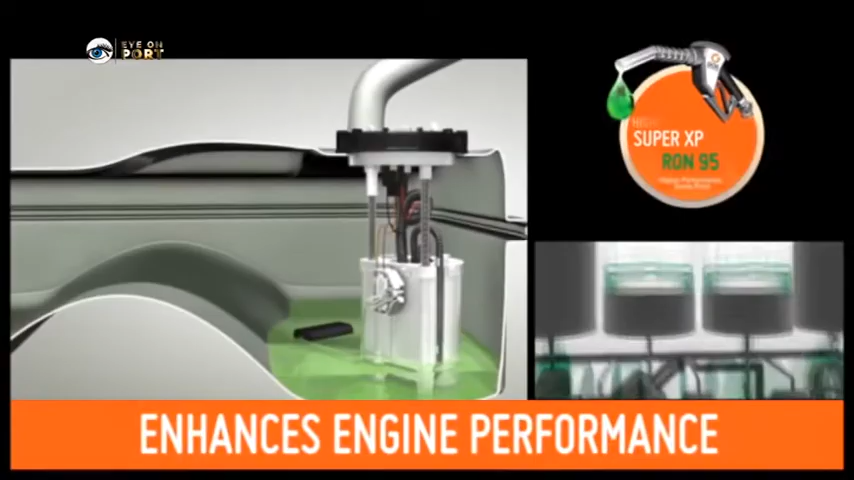 EYE ON
PORT
SUPER XP
RON 95
ENHANCES ENGINE PERFORMANCE